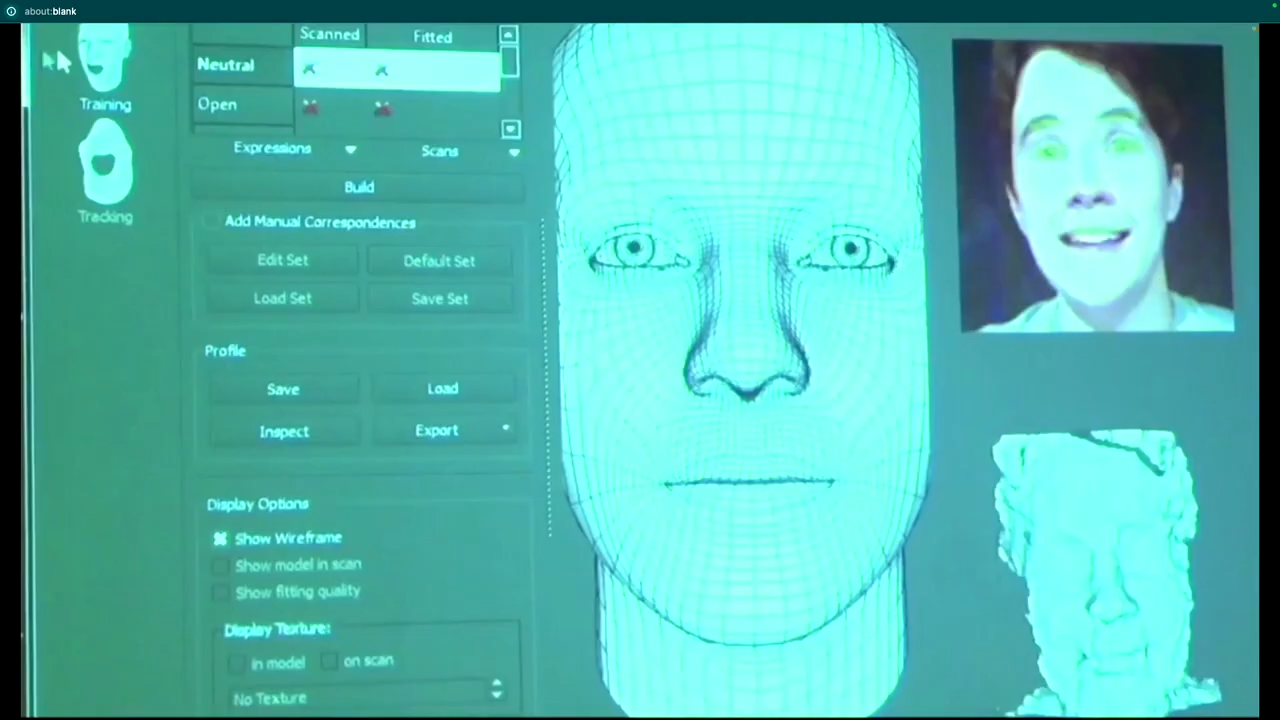 about:blank
Scanned Fitted
Neutral
Open
Training
Expressions Scans
Build
Tracking
Add Manual Correspondences
Edit Set Default Set
Load Set Save Set
Profile
Save Load
Inspect Export
Display Options
Show Wireframe
Show model in scan
Show fitting quality
Display Texture:
in model on scan
No Texture